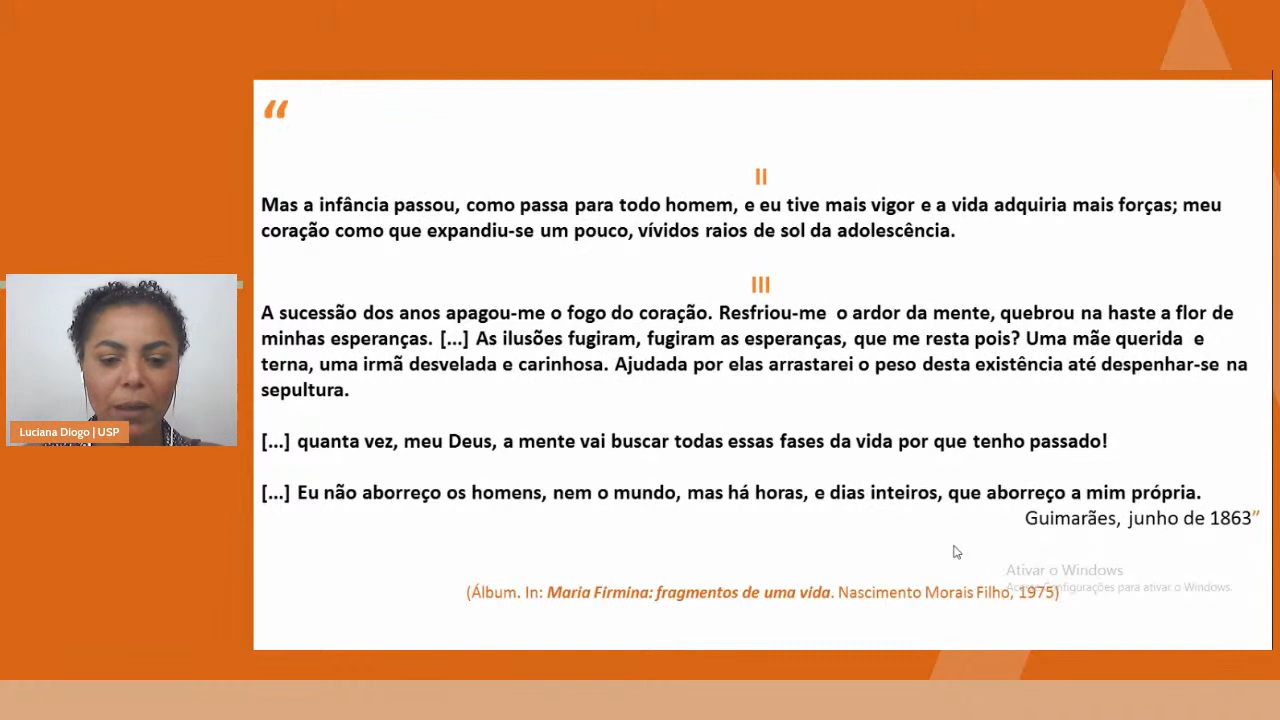 “
II
Mas a infância passou, como passa para todo homem, e eu tive mais vigor e a vida adquiria mais forças; meu
coração como que expandiu-se um pouco, vívidos raios de sol da adolescência.
III
A sucessão dos anos apagou-me o fogo do coração. Resfriou-me o ardor da mente, quebrou na haste a flor de
minhas esperanças. [...] As ilusões fugiram, fugiram as esperanças, que me resta pois? Uma mãe querida e
terna, uma irmã desvelada e carinhosa. Ajudada por elas arrastarei o peso desta existência até despenhar-se na
sepultura.
[...] quanta vez, meu Deus, a mente vai buscar todas essas fases da vida por que tenho passado!
[...] Eu não aborreço os homens, nem o mundo, mas há horas, e dias inteiros, que aborreço a mim própria.
Guimarães, junho de 1863”
Ativar o Windows
Acesse Configurações para ativar o Windows.
(Álbum. In: Maria Firmina: fragmentos de uma vida. Nascimento Morais Filho, 1975)
Luciana Diogo | USP